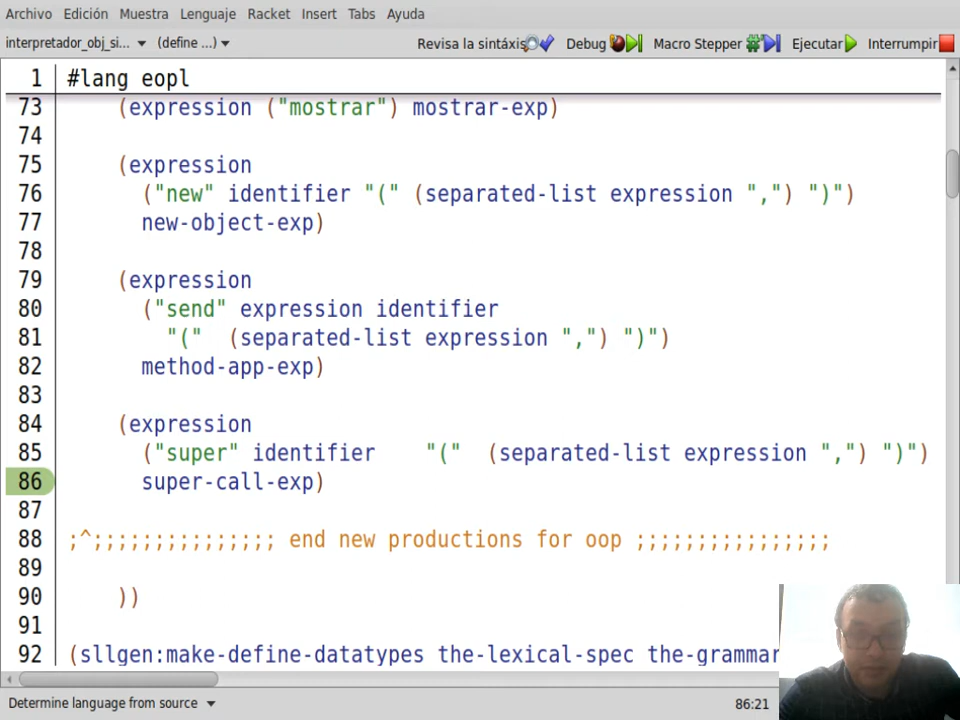 Archivo Edición Muestra Lenguaje Racket Insert Tabs Ayuda
interpretador_obj_si... (define ...) Revisa la sintáxis Debug Macro Stepper Ejecutar Interrumpir
1 #lang eopl
73 (expression ("mostrar") mostrar-exp)
74
75 (expression
76 ("new" identifier "(" (separated-list expression ",") ")")
77 new-object-exp)
78
79 (expression
80 ("send" expression identifier
81 "(" (separated-list expression ",") ")")
82 method-app-exp)
83
84 (expression
85 ("super" identifier "(" (separated-list expression ",") ")")
86 super-call-exp)
87
88 ;^;;;;;;;;;;;;;;; end new productions for oop ;;;;;;;;;;;;;;;;
89
90 ))
91
92 (sllgen:make-define-datatypes the-lexical-spec the-grammar
Determine language from source 86:21